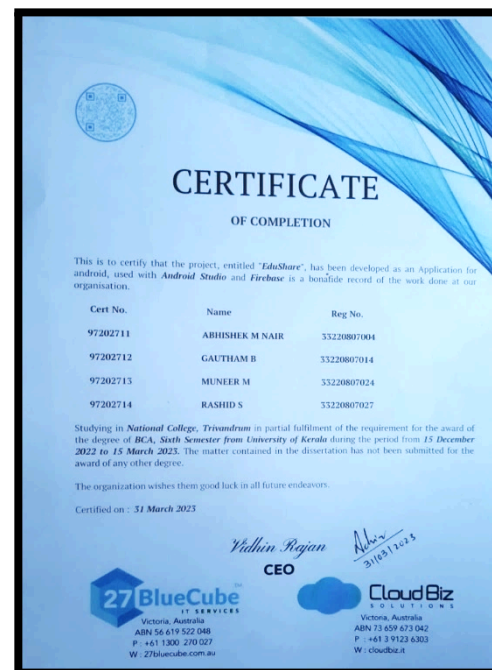 CERTIFICATE
OF COMPLETION
This is to certify that the project, entitled "EduShare", has been developed as an Application for
android, used with Android Studio and Firebase is a bonafide record of the work done at our
organisation.
Cert No. Name Reg No.
97202711 ABHISHEK M NAIR 33220807004
97202712 GAUTHAM B 33220807014
97202713 MUNEER M 33220807024
97202714 RASHID S 33220807027
Studying in National College, Trivandrum in partial fulfilment of the requirement for the award of
the degree of BCA, Sixth Semester from University of Kerala during the period from 15 December
2022 to 15 March 2023. The matter contained in the dissertation has not been submitted for the
award of any other degree.
The organization wishes them good luck in all future endeavors.
Certified on : 31 March 2023
Vidhin Rajan
CEO
31/03/2023
27 BlueCube
IT SERVICES
Victoria, Australia
ABN 56 619 522 048
P : +61 1300 270 027
W : 27bluecube.com.au
CloudBiz
SOLUTIONS
Victoria, Australia
ABN 73 659 673 042
P : +61 3 9123 6303
W : cloudbiz.it